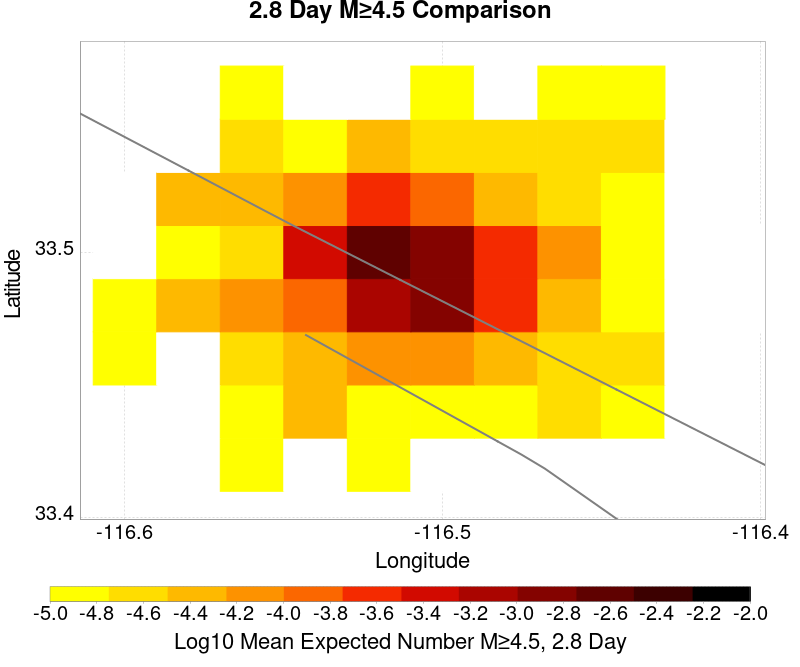 2.8 Day M≥4.5 Comparison
Latitude
33.5
33.4
-116.6 -116.5 -116.4
Longitude
-5.0 -4.8 -4.6 -4.4 -4.2 -4.0 -3.8 -3.6 -3.4 -3.2 -3.0 -2.8 -2.6 -2.4 -2.2 -2.0
Log10 Mean Expected Number M≥4.5, 2.8 Day